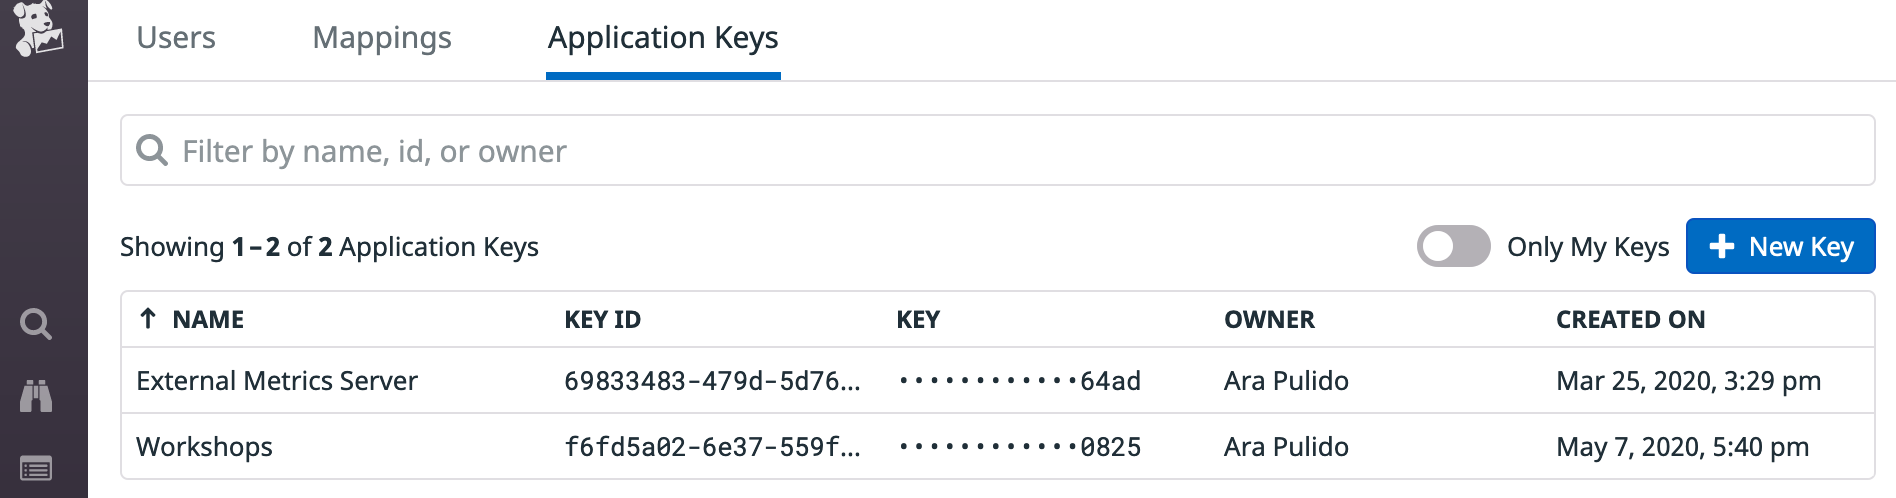 Users Mappings Application Keys
Filter by name, id, or owner
Showing 1–2 of 2 Application Keys Only My Keys + New Key
↑ NAME KEY ID KEY OWNER CREATED ON
External Metrics Server 69833483-479d-5d76... ············64ad Ara Pulido Mar 25, 2020, 3:29 pm
Workshops f6fd5a02-6e37-559f... ············0825 Ara Pulido May 7, 2020, 5:40 pm